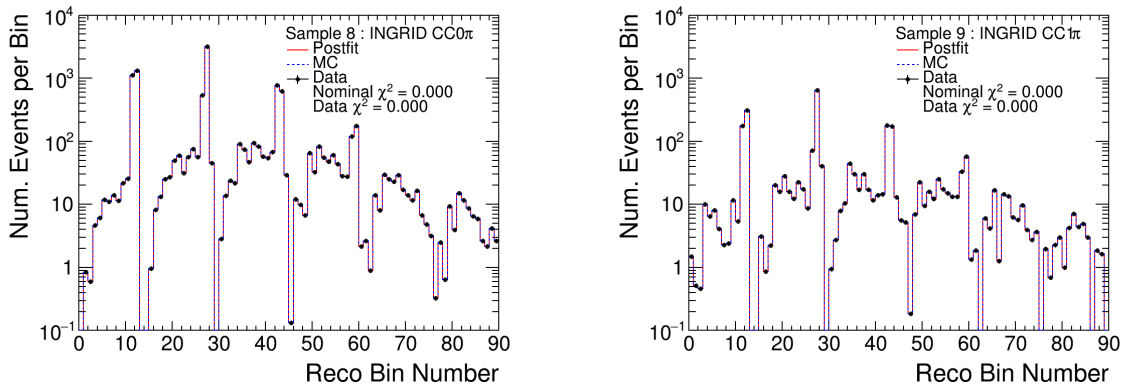 Sample 8 : INGRID CC0π
Postfit
MC
Data
Nominal χ² = 0.000
Data χ² = 0.000
Num. Events per Bin
10⁴
10³
10²
10
1
10⁻¹
0 10 20 30 40 50 60 70 80 90
Reco Bin Number
Sample 9 : INGRID CC1π
Postfit
MC
Data
Nominal χ² = 0.000
Data χ² = 0.000
Num. Events per Bin
10⁴
10³
10²
10
1
10⁻¹
0 10 20 30 40 50 60 70 80 90
Reco Bin Number